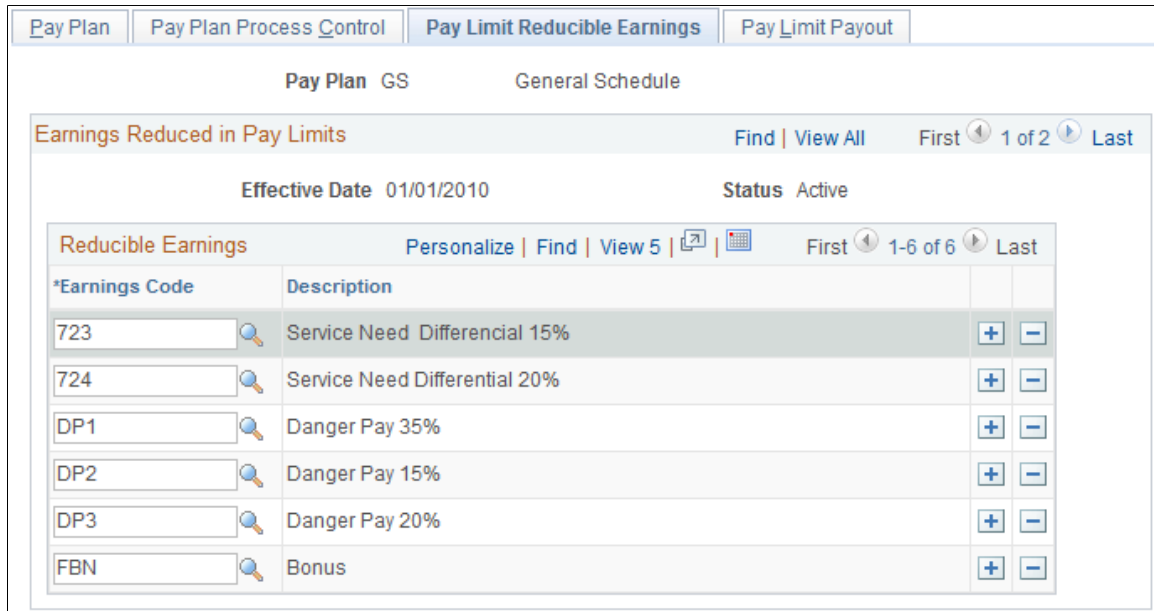 Pay Plan Pay Plan Process Control Pay Limit Reducible Earnings Pay Limit Payout
Pay Plan GS General Schedule
Earnings Reduced in Pay Limits Find | View All First 1 of 2 Last
Effective Date 01/01/2010 Status Active
Reducible Earnings Personalize | Find | View 5 | | First 1-6 of 6 Last
*Earnings Code Description
723 Service Need Differencial 15%
724 Service Need Differential 20%
DP1 Danger Pay 35%
DP2 Danger Pay 15%
DP3 Danger Pay 20%
FBN Bonus